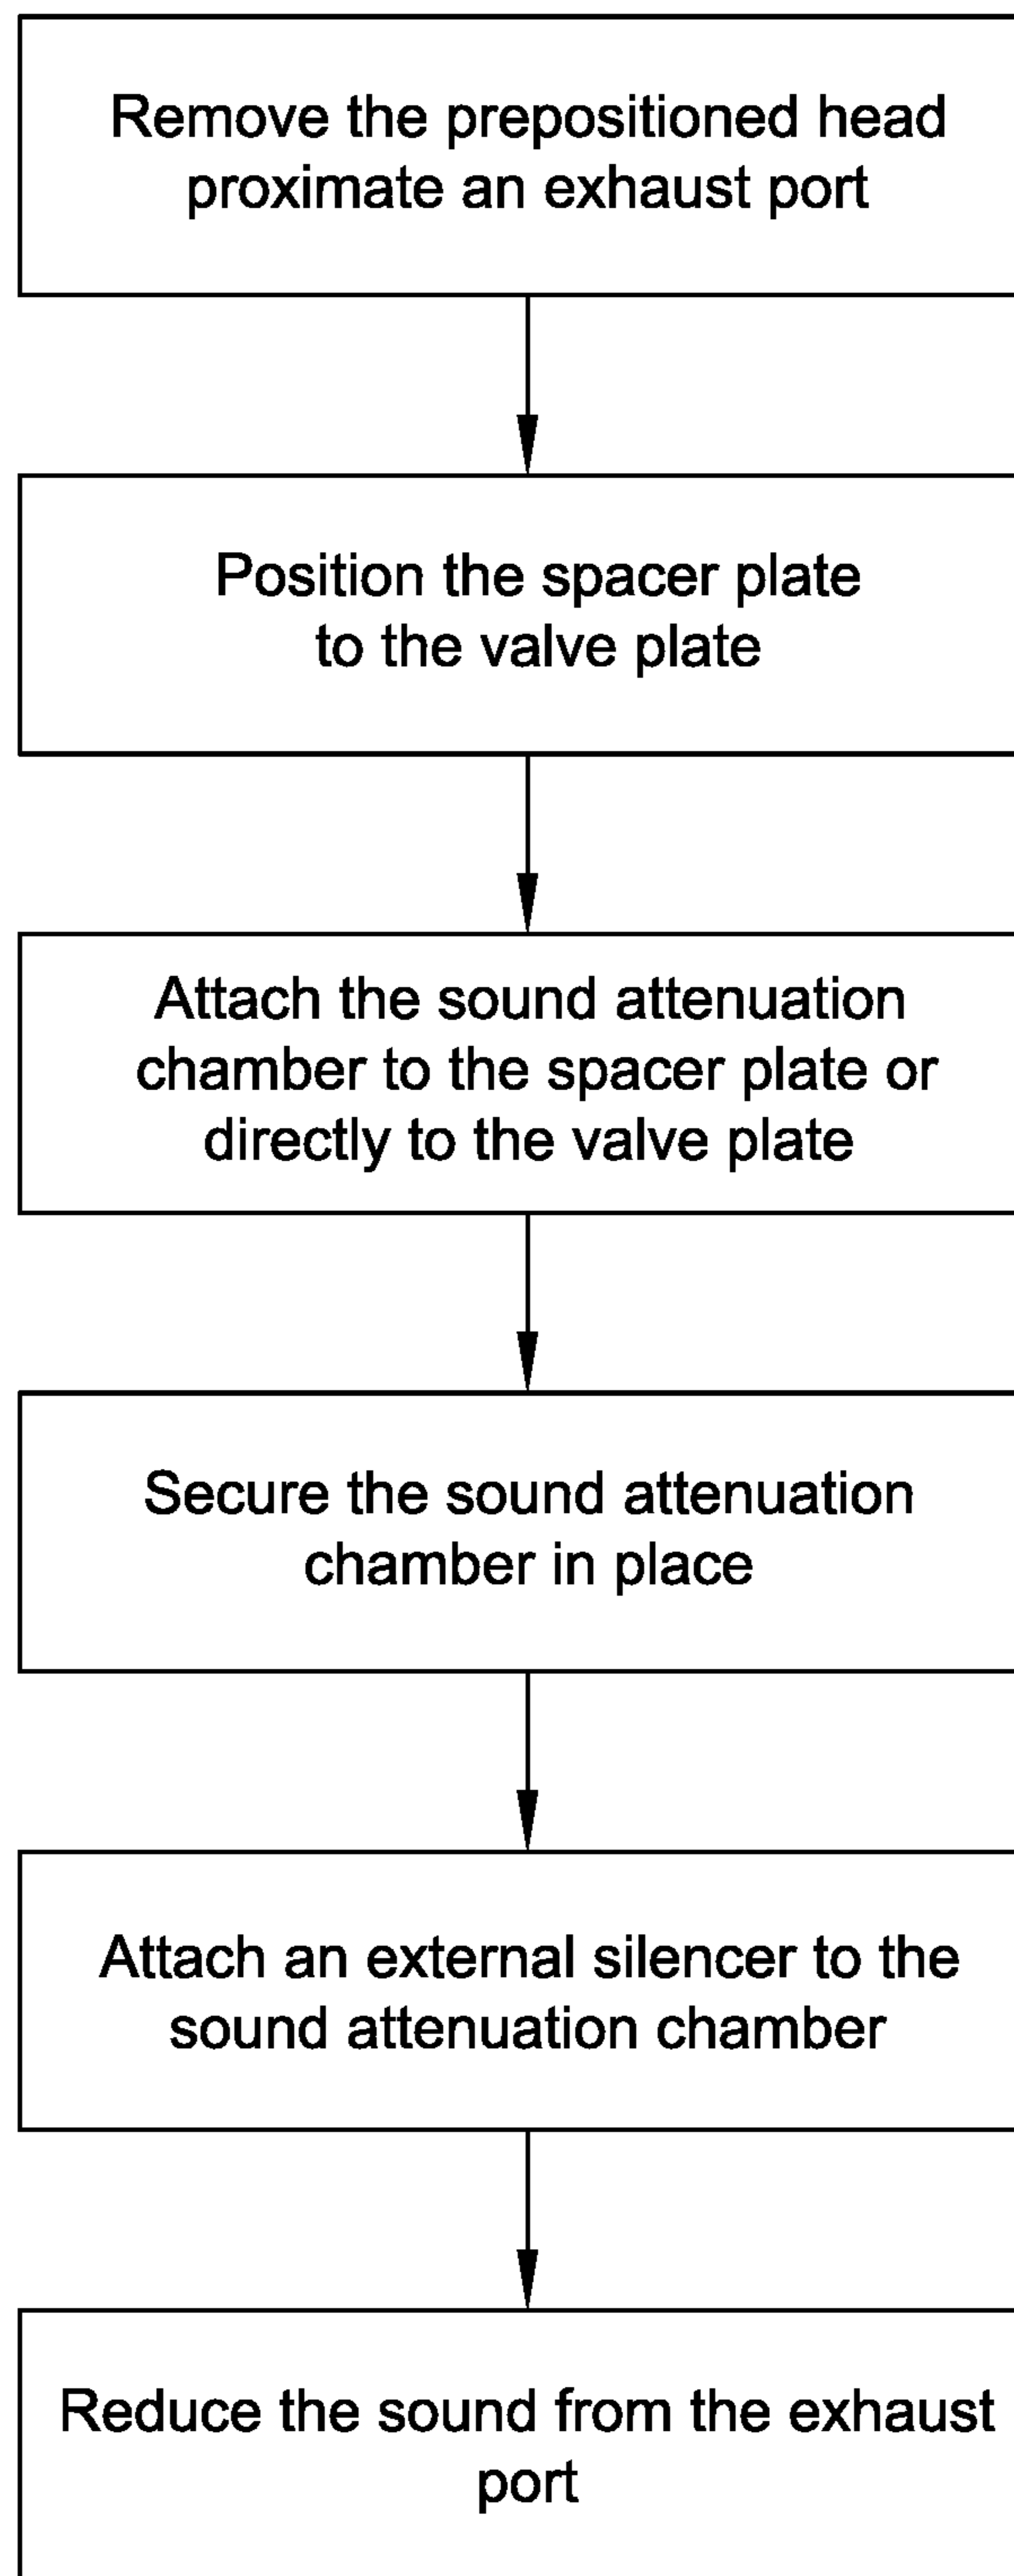 Remove the prepositioned head
proximate an exhaust port
Position the spacer plate
to the valve plate
Attach the sound attenuation
chamber to the spacer plate or
directly to the valve plate
Secure the sound attenuation
chamber in place
Attach an external silencer to the
sound attenuation chamber
Reduce the sound from the exhaust
port